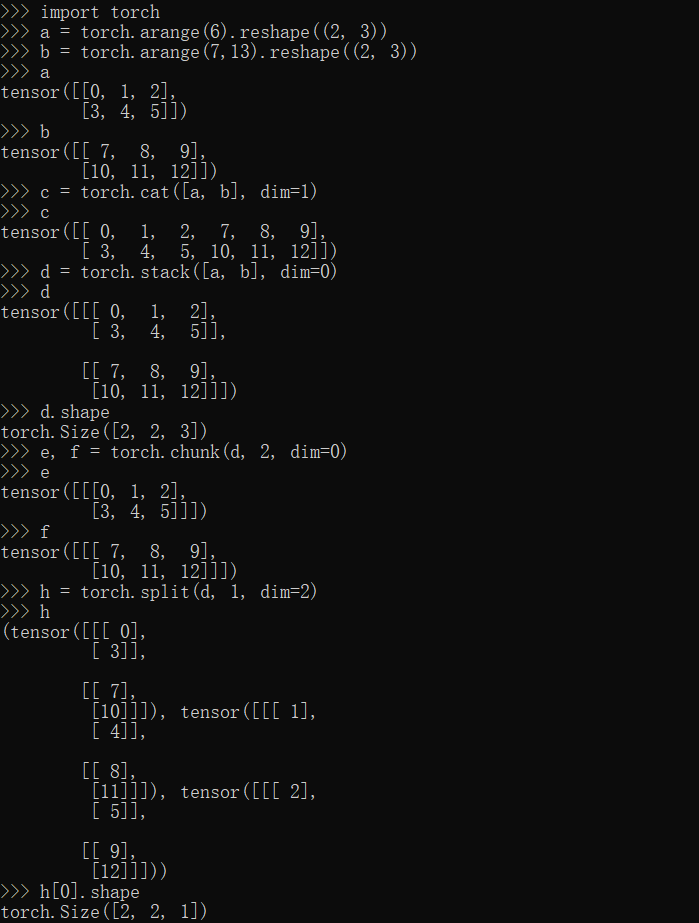 >>> import torch
>>> a = torch.arange(6).reshape((2, 3))
>>> b = torch.arange(7,13).reshape((2, 3))
>>> a
tensor([[0, 1, 2],
        [3, 4, 5]])
>>> b
tensor([[ 7,  8,  9],
        [10, 11, 12]])
>>> c = torch.cat([a, b], dim=1)
>>> c
tensor([[ 0,  1,  2,  7,  8,  9],
        [ 3,  4,  5, 10, 11, 12]])
>>> d = torch.stack([a, b], dim=0)
>>> d
tensor([[[ 0,  1,  2],
         [ 3,  4,  5]],

        [[ 7,  8,  9],
         [10, 11, 12]]])
>>> d.shape
torch.Size([2, 2, 3])
>>> e, f = torch.chunk(d, 2, dim=0)
>>> e
tensor([[[0, 1, 2],
         [3, 4, 5]]])
>>> f
tensor([[[ 7,  8,  9],
         [10, 11, 12]]])
>>> h = torch.split(d, 1, dim=2)
>>> h
(tensor([[[ 0],
         [ 3]],

        [[ 7],
         [10]]]), tensor([[[ 1],
         [ 4]],

        [[ 8],
         [11]]]), tensor([[[ 2],
         [ 5]],

        [[ 9],
         [12]]]))
>>> h[0].shape
torch.Size([2, 2, 1])